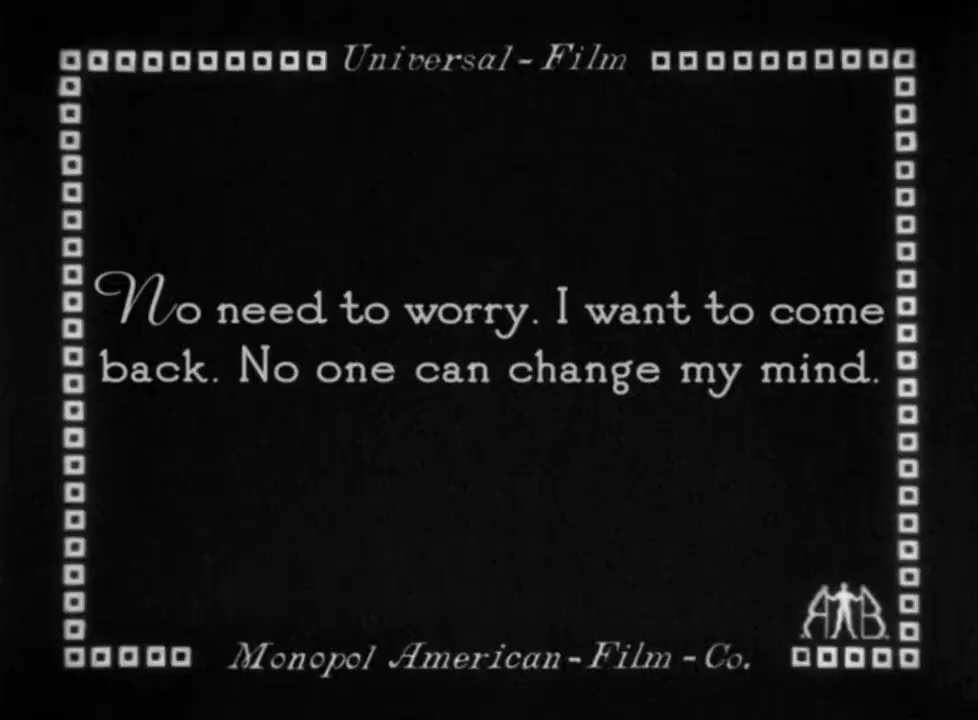 Universal-Film
No need to worry. I want to come
back. No one can change my mind.
A B
Monopol American-Film-Co.